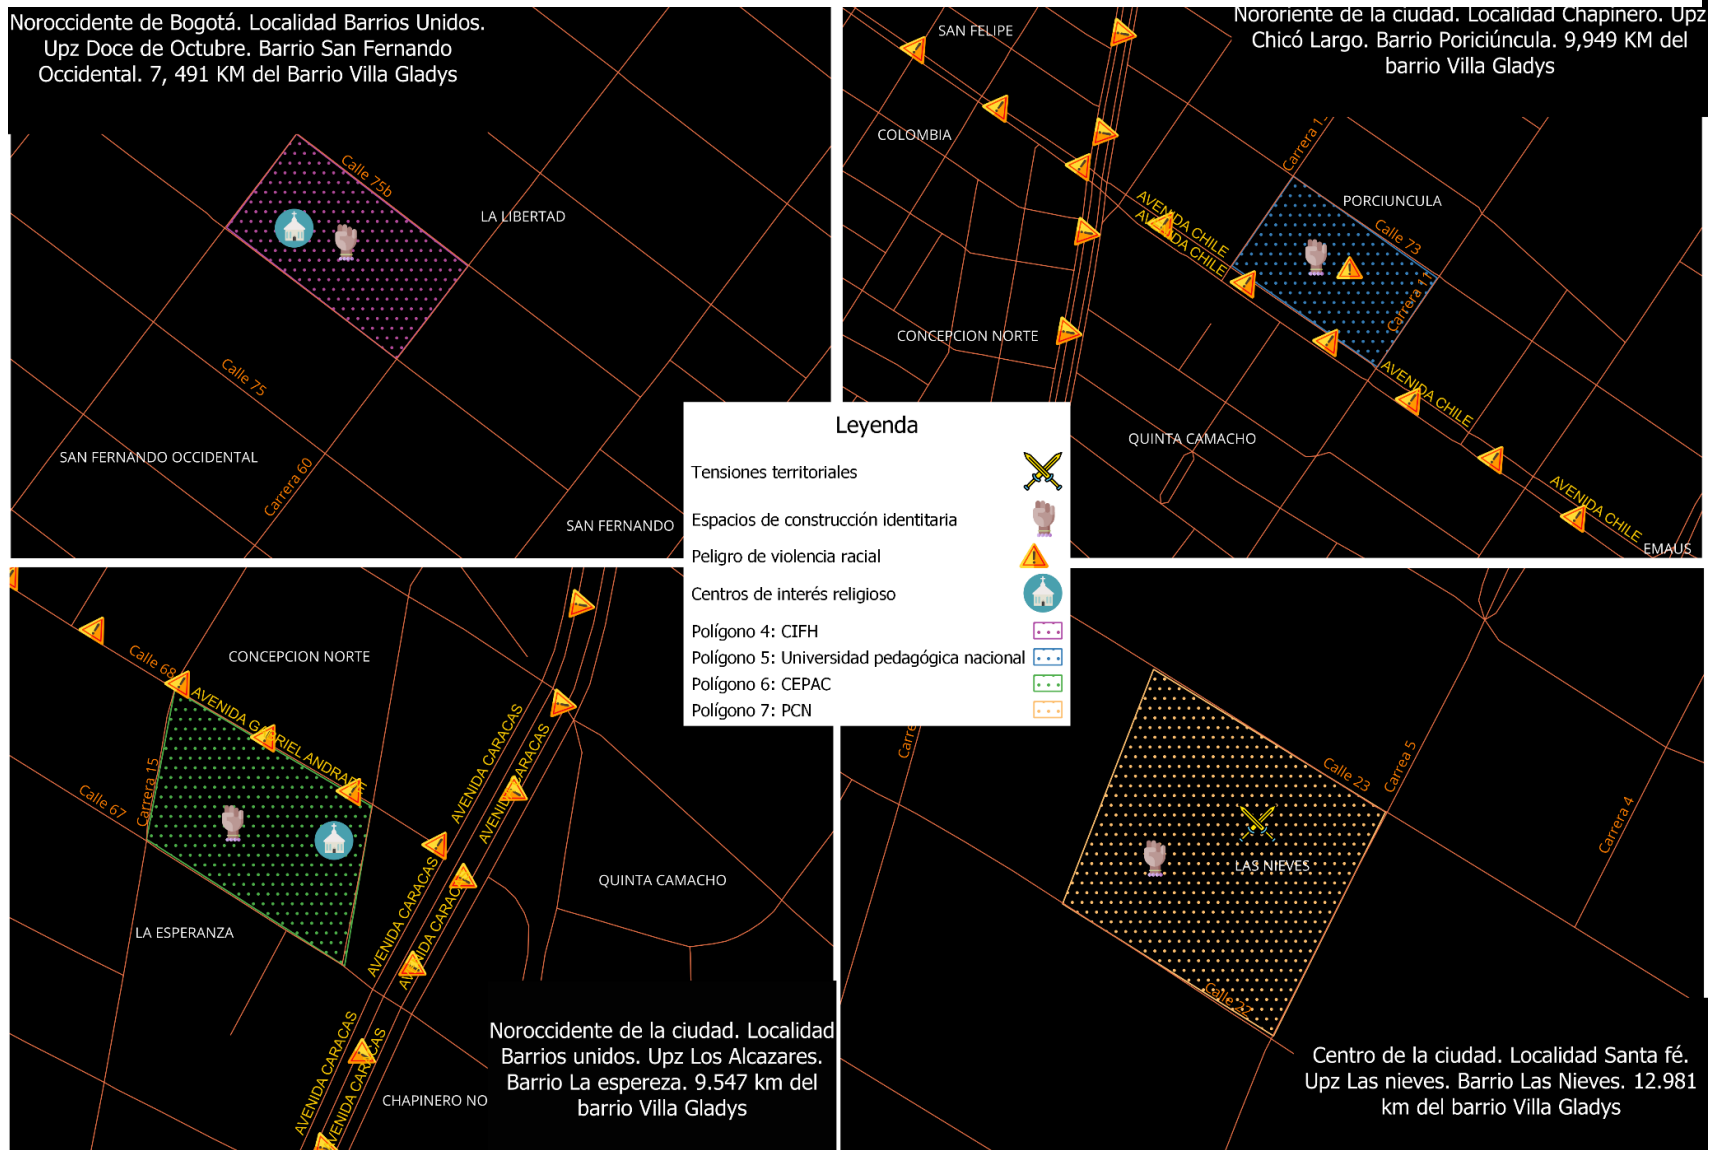 Noroccidente de Bogotá. Localidad Barrios Unidos.
Upz Doce de Octubre. Barrio San Fernando
Occidental. 7, 491 KM del Barrio Villa Gladys
Calle 75b
LA LIBERTAD
Calle 75
SAN FERNANDO OCCIDENTAL
Carrera 60
SAN FERNANDO
Nororiente de la ciudad. Localidad Chapinero. Upz
Chicó Largo. Barrio Poriciúncula. 9,949 KM del
barrio Villa Gladys
SAN FELIPE
COLOMBIA
Carrera
PORCIUNCULA
AVENIDA CHILE
AVENIDA CHILE
Calle 73
Carrera 11
CONCEPCION NORTE
AVENIDA CHILE
QUINTA CAMACHO
AVENIDA CHILE
EMAUS
Leyenda
Tensiones territoriales
Espacios de construcción identitaria
Peligro de violencia racial
Centros de interés religioso
Polígono 4: CIFH
Polígono 5: Universidad pedagógica nacional
Polígono 6: CEPAC
Polígono 7: PCN
CONCEPCION NORTE
Calle 68
AVENIDA GABRIEL ANDRADE
Carrera 15
Calle 67
AVENIDA CARACAS
AVENIDA CARACAS
QUINTA CAMACHO
LA ESPERANZA
AVENIDA CARACAS
AVENIDA CARACAS
AVENIDA CARACAS
AVENIDA CARACAS
CHAPINERO NO
Noroccidente de la ciudad. Localidad
Barrios unidos. Upz Los Alcazares.
Barrio La espereza. 9.547 km del
barrio Villa Gladys
Calle 23
Carrea 5
Carrera 4
LAS NIEVES
Calle 22
Centro de la ciudad. Localidad Santa fé.
Upz Las nieves. Barrio Las Nieves. 12.981
km del barrio Villa Gladys